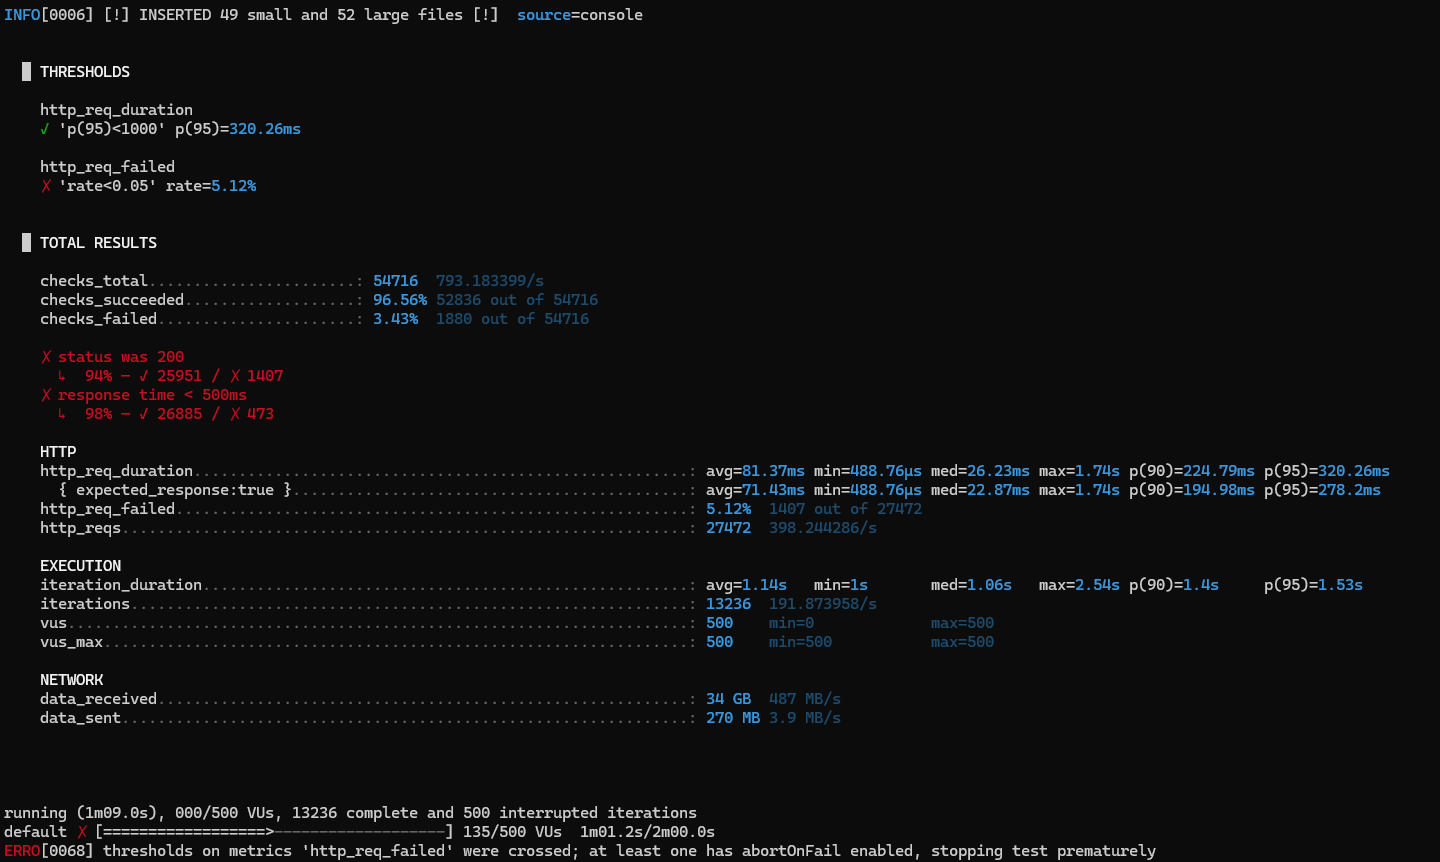 INFO[0006] [!] INSERTED 49 small and 52 large files [!]  source=console
THRESHOLDS
http_req_duration
✓ 'p(95)<1000' p(95)=320.26ms
http_req_failed
✗ 'rate<0.05' rate=5.12%
TOTAL RESULTS
checks_total.......................: 54716  793.183399/s
checks_succeeded...................: 96.56% 52836 out of 54716
checks_failed......................: 3.43%  1880 out of 54716
✗ status was 200
↳  94% — ✓ 25951 / ✗ 1407
✗ response time < 500ms
↳  98% — ✓ 26885 / ✗ 473
HTTP
http_req_duration.......................................................: avg=81.37ms min=488.76µs med=26.23ms max=1.74s p(90)=224.79ms p(95)=320.26ms
{ expected_response:true }............................................: avg=71.43ms min=488.76µs med=22.87ms max=1.74s p(90)=194.98ms p(95)=278.2ms
http_req_failed.........................................................: 5.12%  1407 out of 27472
http_reqs...............................................................: 27472  398.244286/s
EXECUTION
iteration_duration......................................................: avg=1.14s   min=1s       med=1.06s   max=2.54s p(90)=1.4s     p(95)=1.53s
iterations..............................................................: 13236  191.873958/s
vus.....................................................................: 500    min=0             max=500
vus_max.................................................................: 500    min=500           max=500
NETWORK
data_received...........................................................: 34 GB  487 MB/s
data_sent...............................................................: 270 MB 3.9 MB/s
running (1m09.0s), 000/500 VUs, 13236 complete and 500 interrupted iterations
default ✗ [==================>-------------------] 135/500 VUs  1m01.2s/2m00.0s
ERRO[0068] thresholds on metrics 'http_req_failed' were crossed; at least one has abortOnFail enabled, stopping test prematurely